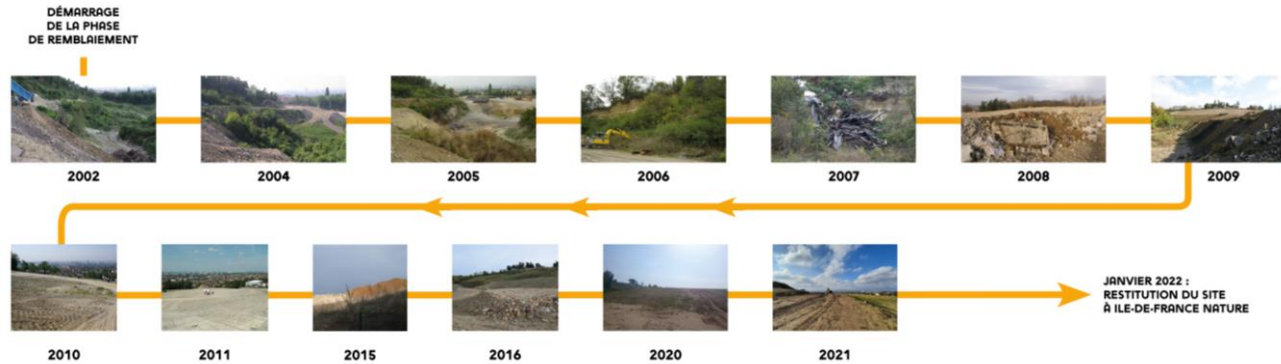 DÉMARRAGE
DE LA PHASE
DE REMBLAIEMENT
2002
2004
2005
2006
2007
2008
2009
2010
2011
2015
2016
2020
2021
JANVIER 2022 :
RESTITUTION DU SITE
À ILE-DE-FRANCE NATURE